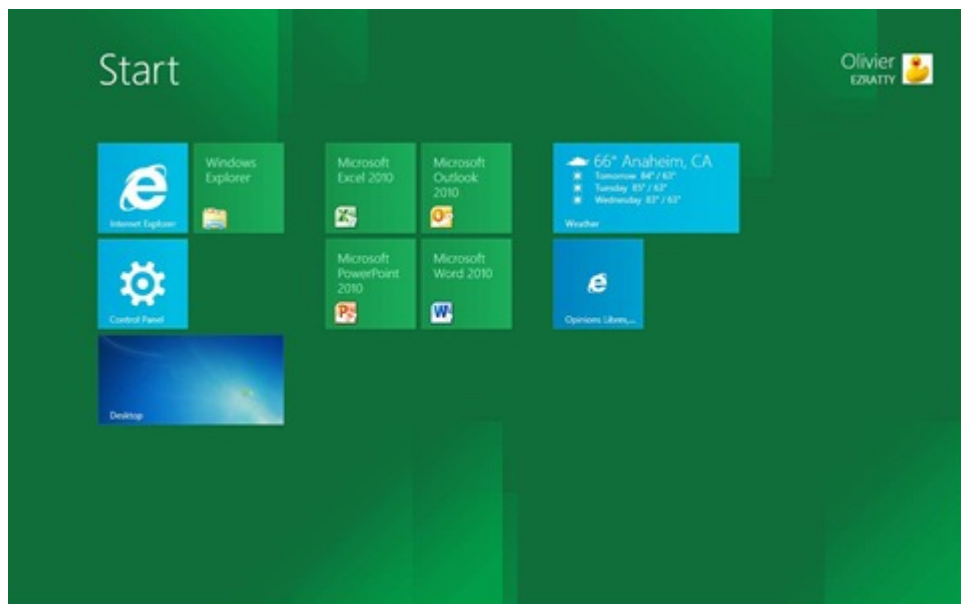 Start
Olivier
EZRATTY
Internet Explorer
Windows
Explorer
Control Panel
Desktop
Microsoft
Excel 2010
Microsoft
Outlook
2010
Microsoft
PowerPoint
2010
Microsoft
Word 2010
66° Anaheim, CA
Tomorrow 84°/63°
Tuesday 85°/63°
Wednesday 83°/63°
Weather
Opinions Libres,...